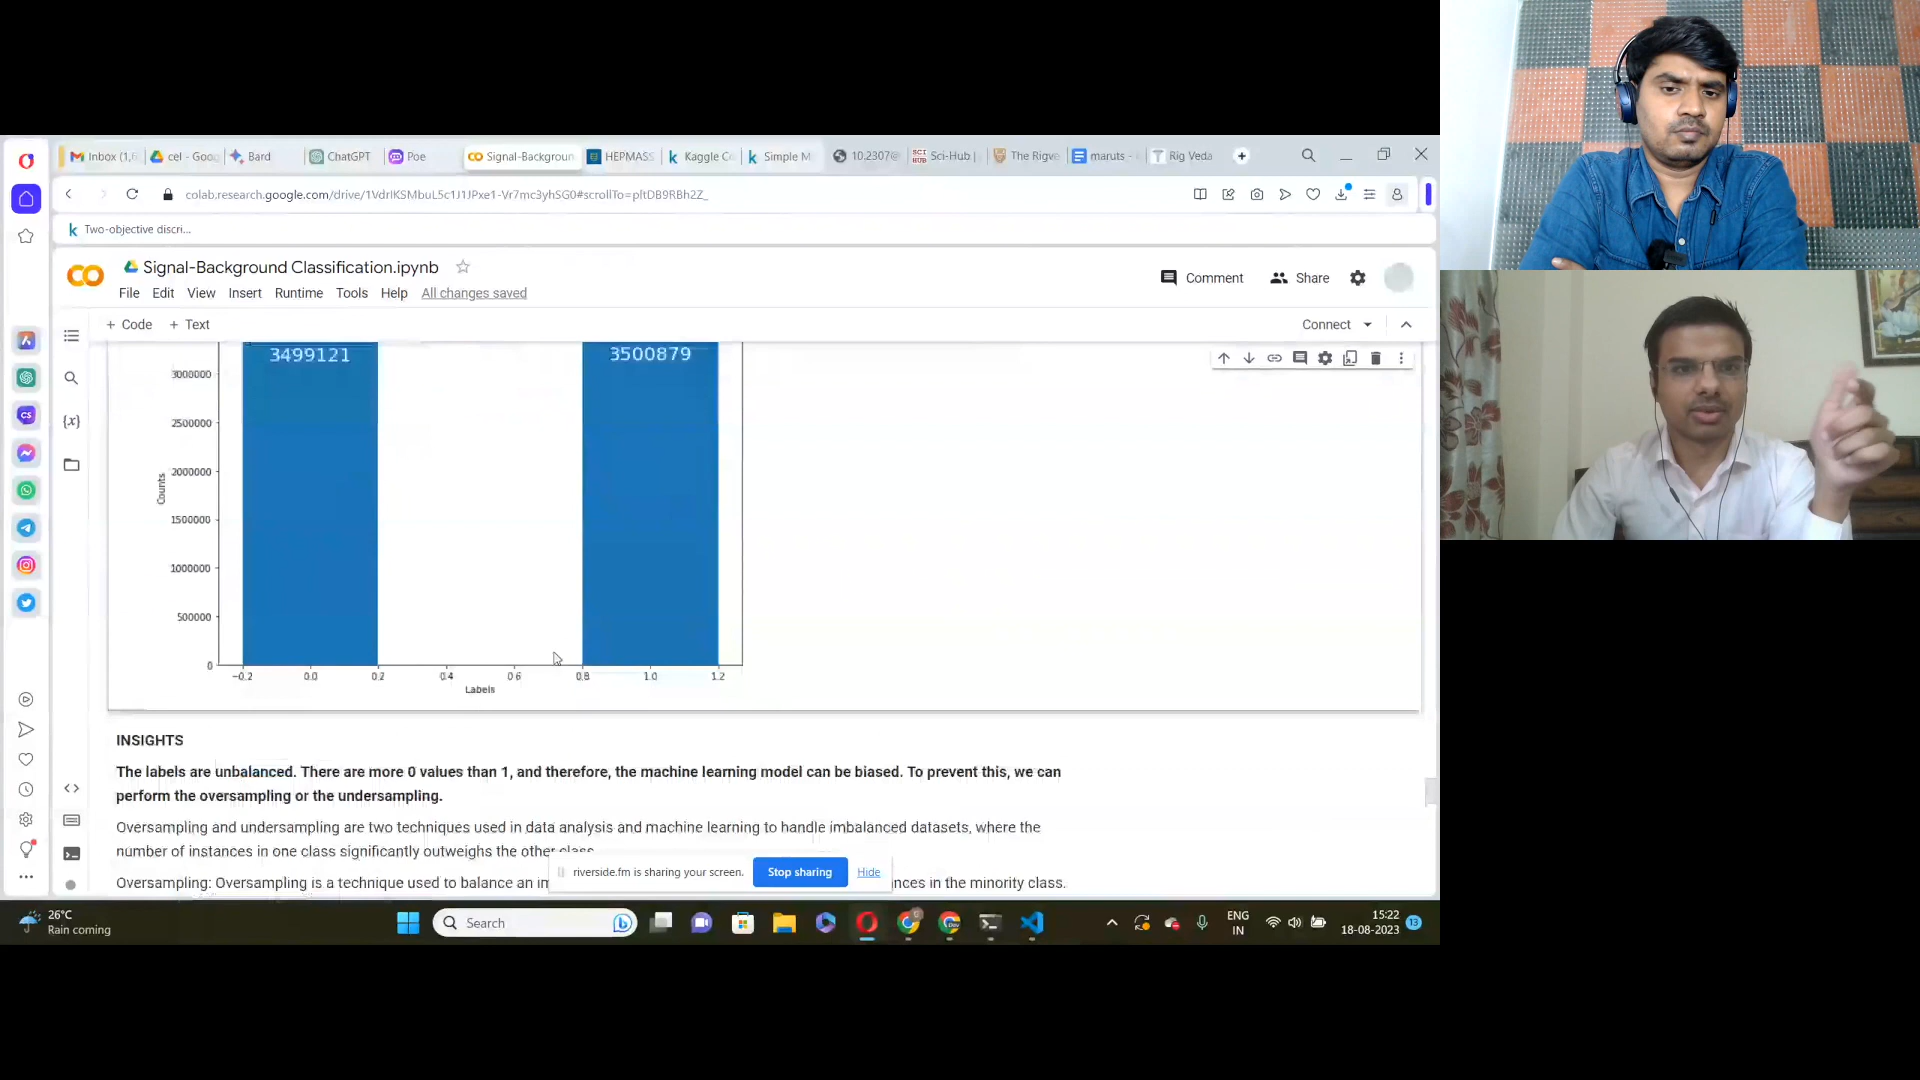 Inbox (1,6
cel - Goo
Bard
ChatGPT
Poe
Signal-Backgroun
HEPMASS
Kaggle C
Simple M
10.2307@
SCI HUB
Sci-Hub |
The Rigve
maruts -
Rig Veda
colab.research.google.com/drive/
k Two-objective discri...
Signal-Background Classification.ipynb
Comment
Share
File Edit View Insert Runtime Tools Help All changes saved
+ Code + Text
Connect
3499121
3500879
3000000
2500000
2000000
1500000
1000000
500000
0
Counts
−0.2 0.0 0.2 0.4 0.6 0.8 1.0 1.2
Labels
INSIGHTS
The labels are unbalanced. There are more 0 values than 1, and therefore, the machine learning model can be biased. To prevent this, we can
perform the oversampling or the undersampling.
Oversampling and undersampling are two techniques used in data analysis and machine learning to handle imbalanced datasets, where the
number of instances in one class significantly outweighs the other class.
riverside.fm is sharing your screen.
Stop sharing
Hide
Oversampling: Oversampling is a technique used to balance an im
nces in the minority class.
26°C
Rain coming
Search
ENG
IN
15:22
18-08-2023
13